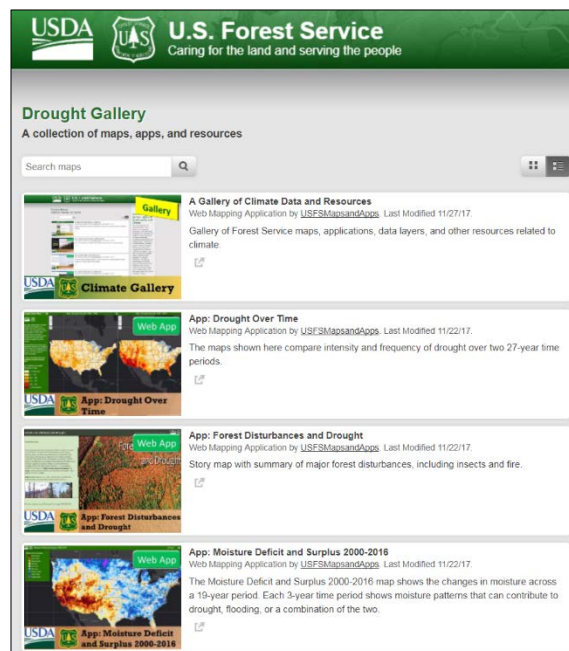 USDA
U.S. Forest Service
Caring for the land and serving the people
Drought Gallery
A collection of maps, apps, and resources
Search maps
Gallery
USDA
Climate Gallery
A Gallery of Climate Data and Resources
Web Mapping Application by USFSMapsandApps. Last Modified 11/27/17.
Gallery of Forest Service maps, applications, data layers, and other resources related to
climate.
Web App
USDA
App: Drought Over
Time
App: Drought Over Time
Web Mapping Application by USFSMapsandApps. Last Modified 11/22/17.
The maps shown here compare intensity and frequency of drought over two 27-year time
periods.
Web App
and Drought
USDA
App: Forest Disturbances
and Drought
App: Forest Disturbances and Drought
Web Mapping Application by USFSMapsandApps. Last Modified 11/22/17.
Story map with summary of major forest disturbances, including insects and fire.
Web App
USDA
App: Moisture Deficit
and Surplus 2000-2016
App: Moisture Deficit and Surplus 2000-2016
Web Mapping Application by USFSMapsandApps. Last Modified 11/22/17.
The Moisture Deficit and Surplus 2000-2016 map shows the changes in moisture across
a 19-year period. Each 3-year time period shows moisture patterns that can contribute to
drought, flooding, or a combination of the two.